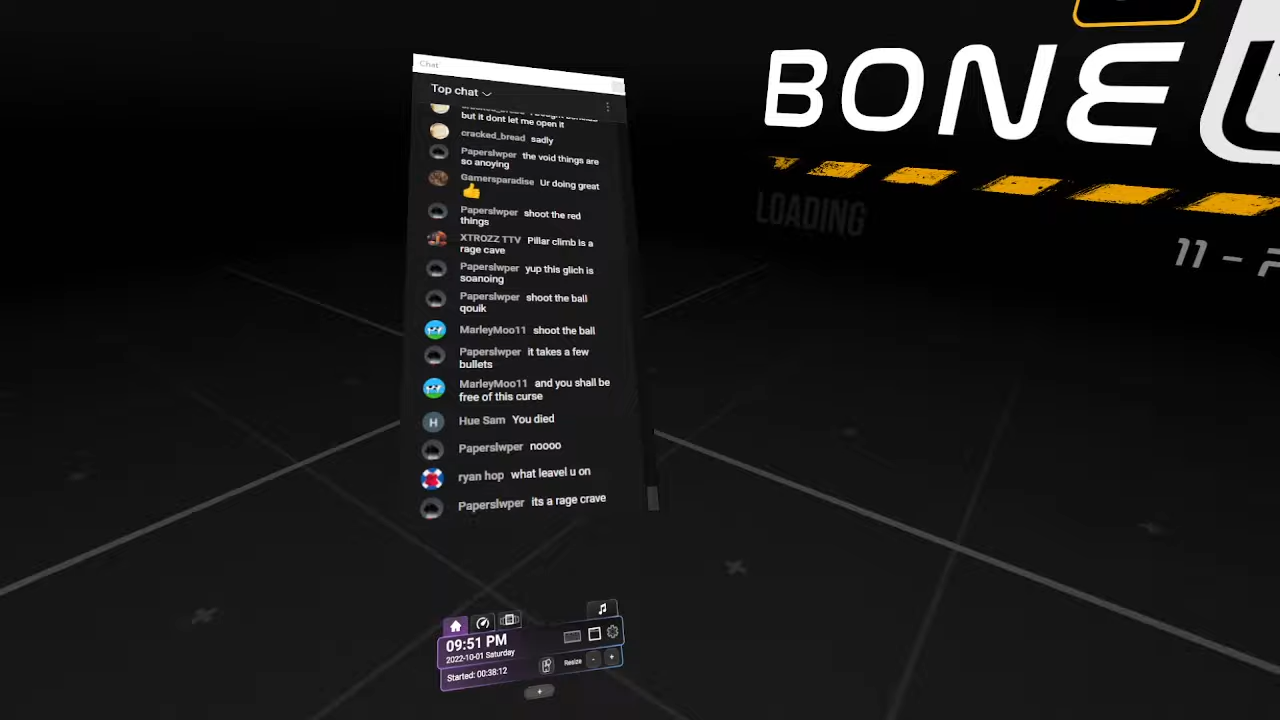 Chat
Top chat
but it dont let me open it
cracked_bread sadly
Paperslwper the void things are
so anoying
Gamersparadise Ur doing great
👍
Paperslwper shoot the red
things
XTROZZ TTV Pillar climb is a
rage cave
Paperslwper yup this glich is
soanoing
Paperslwper shoot the ball
qouik
MarleyMoo11 shoot the ball
Paperslwper it takes a few
bullets
MarleyMoo11 and you shall be
free of this curse
H Hue Sam You died
Paperslwper noooo
ryan hop what leavel u on
Paperslwper its a rage crave
BONE
LOADING
11 –
09:51 PM
2022-10-01 Saturday
Started: 00:38:12
Resize - +
+